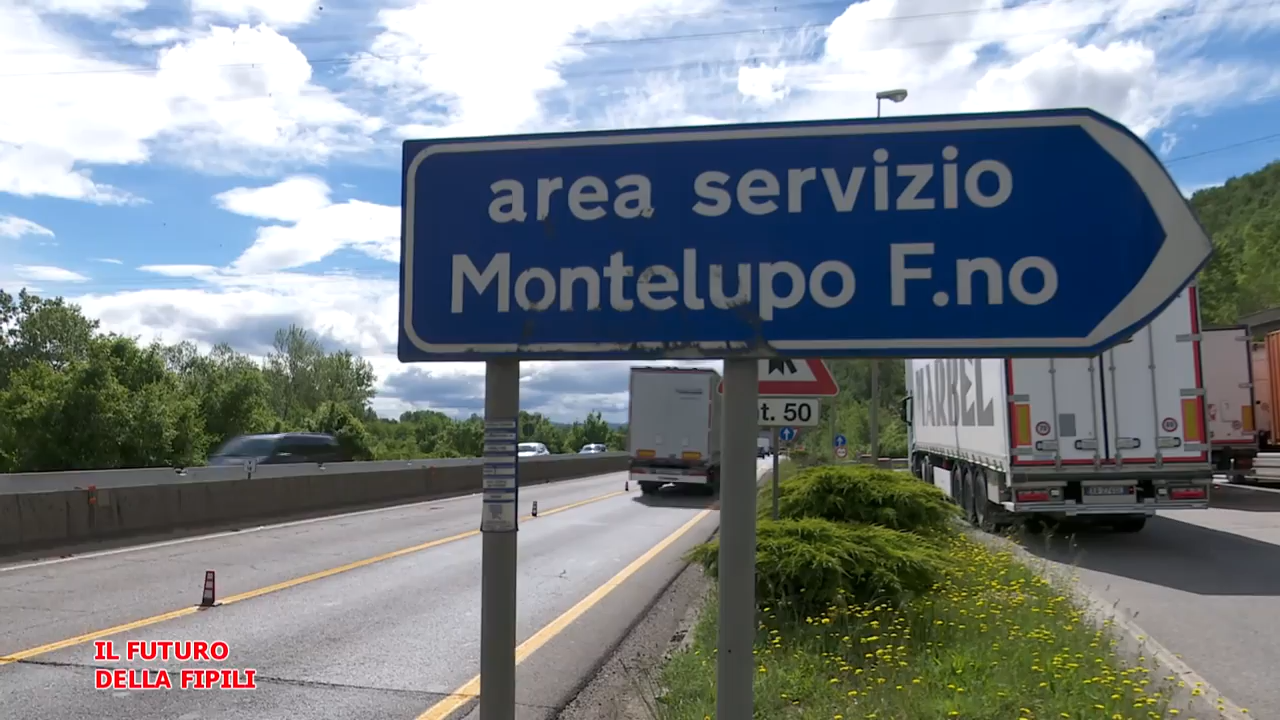 area servizio
Montelupo F.no
t. 50
MARBEL
IL FUTURO
DELLA FIPILI